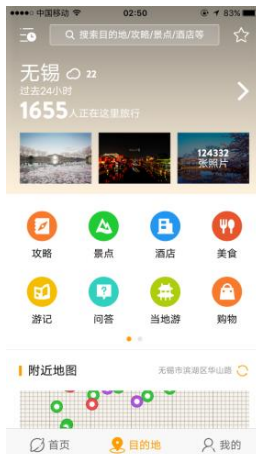 中国移动 02:50 83%
搜索目的地/攻略/景点/酒店等
无锡 22
过去24小时
1655人正在这里旅行
124332
张照片
攻略 景点 酒店 美食
游记 问答 当地游 购物
附近地图 无锡市滨湖区华山路
首页 目的地 我的